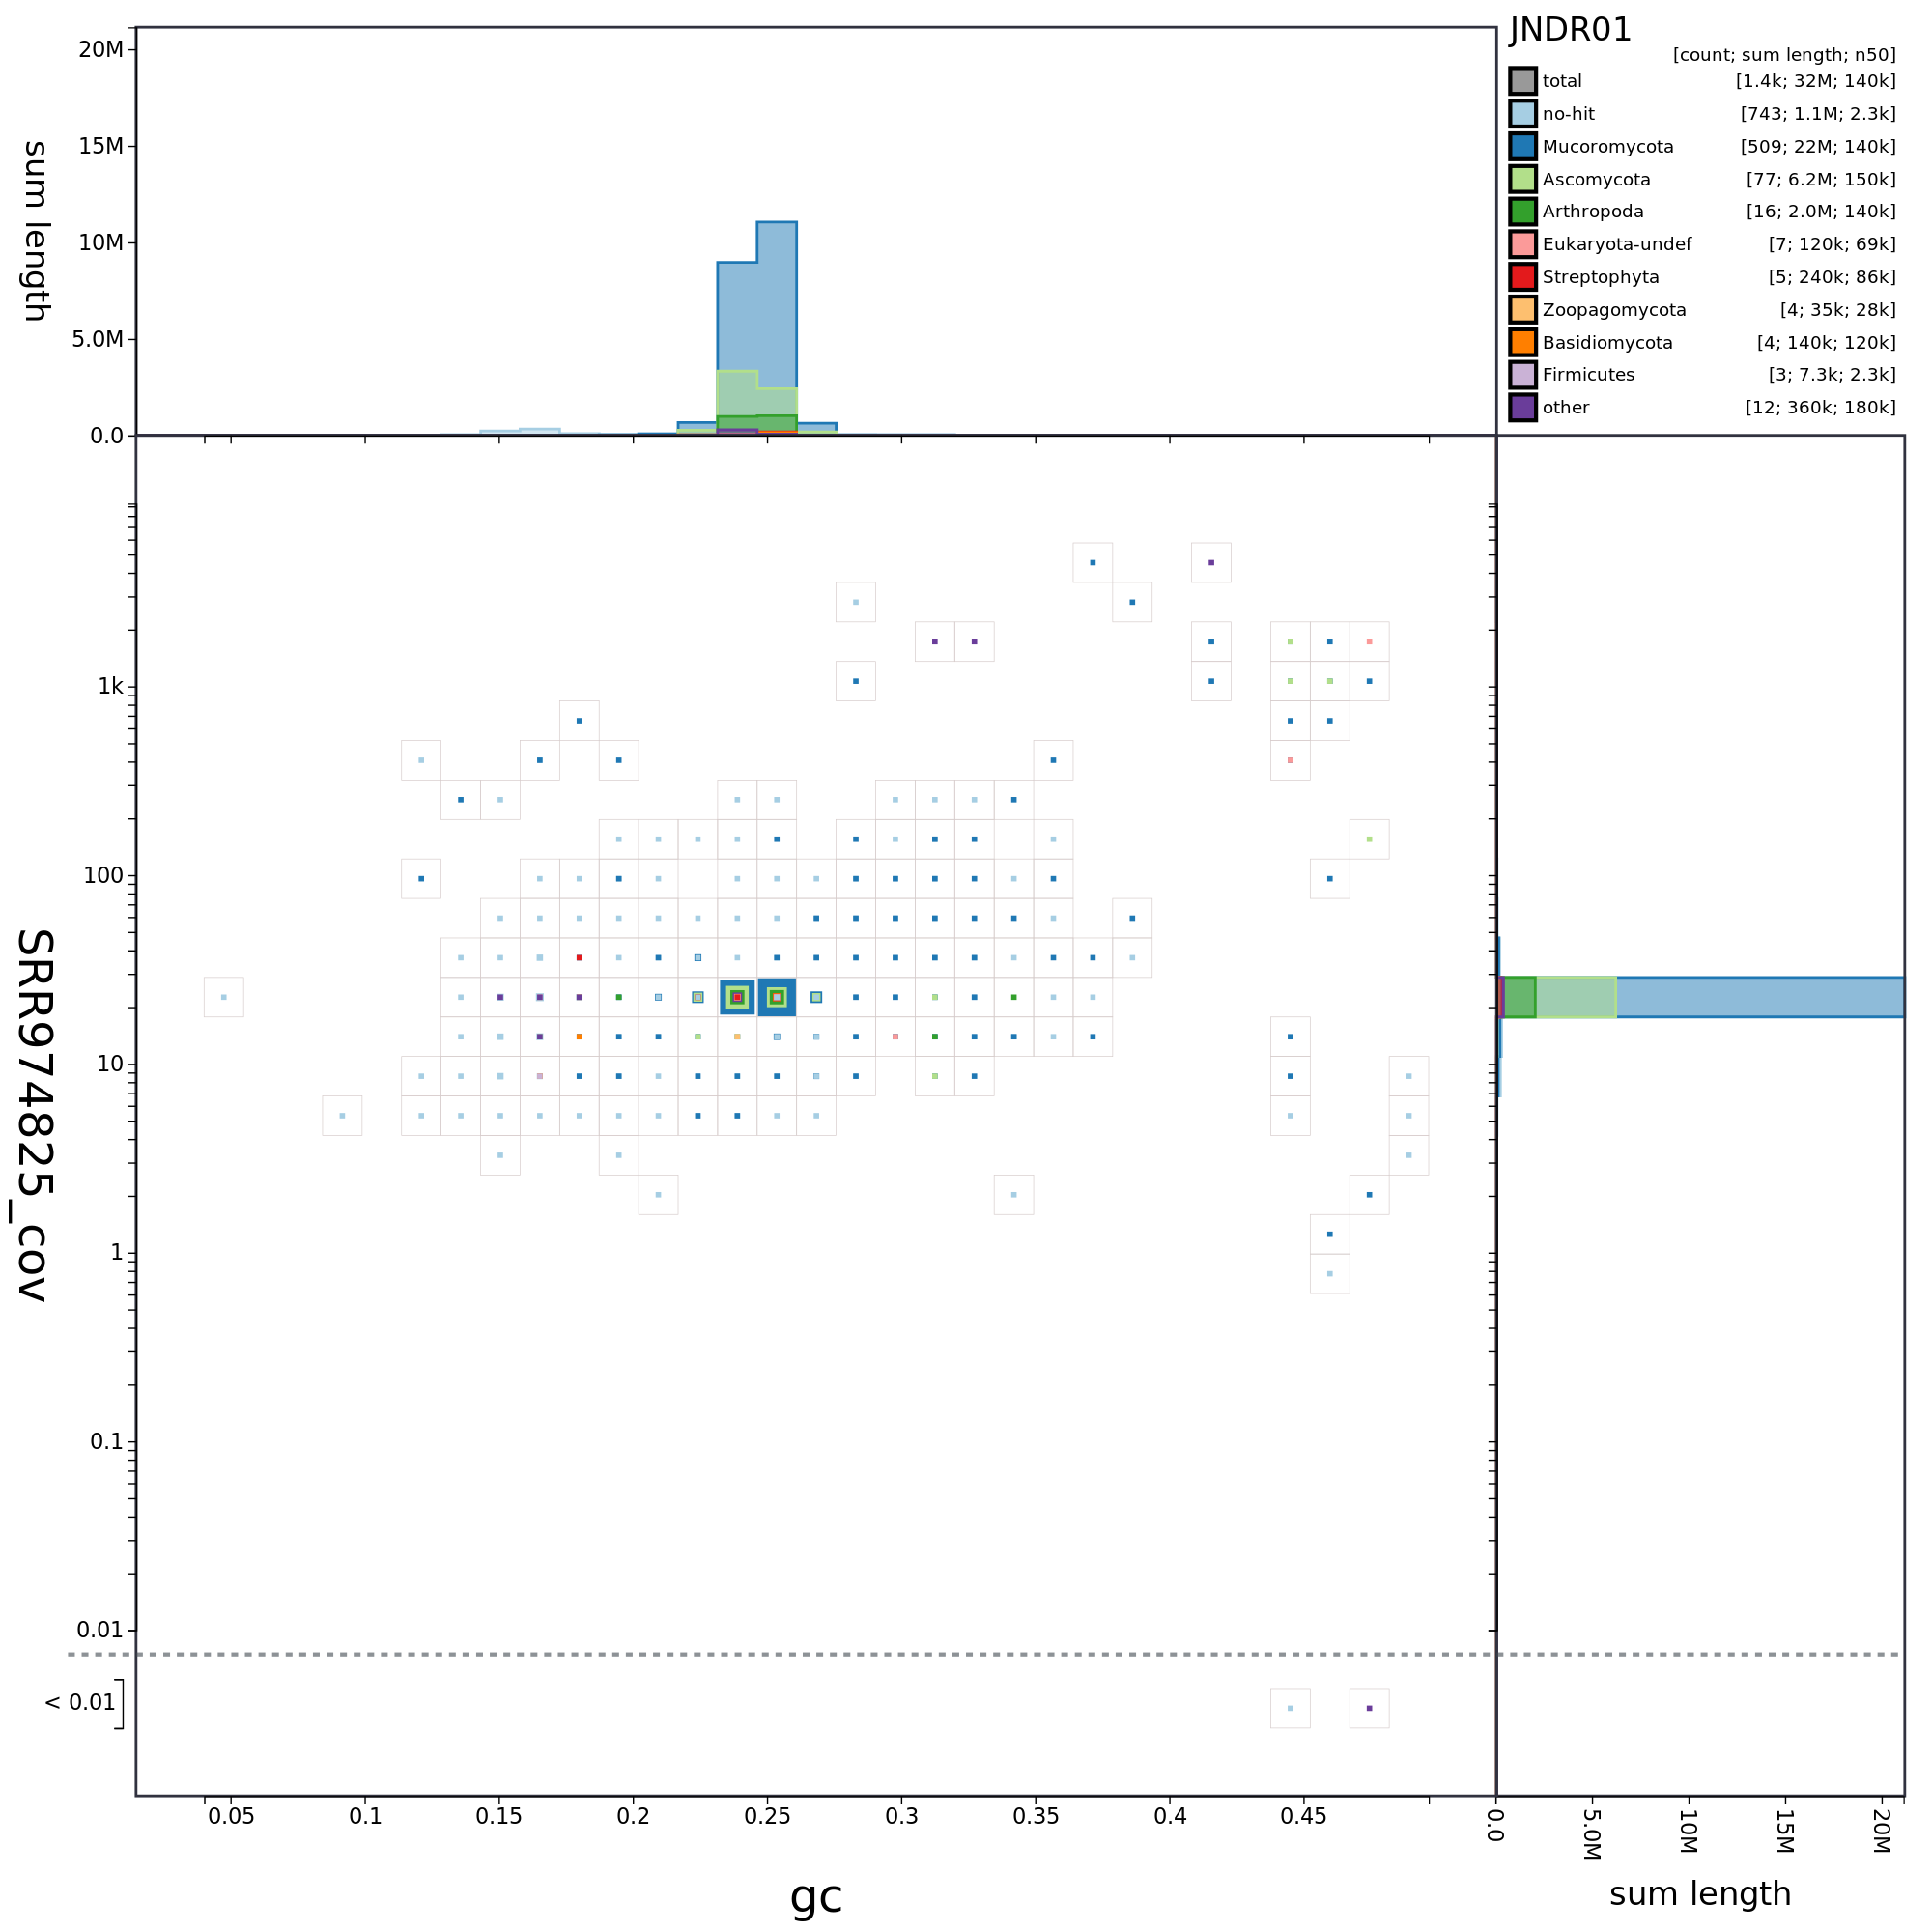 JNDR01
[count; sum length; n50]
total [1.4k; 32M; 140k]
no-hit [743; 1.1M; 2.3k]
Mucoromycota [509; 22M; 140k]
Ascomycota [77; 6.2M; 150k]
Arthropoda [16; 2.0M; 140k]
Eukaryota-undef [7; 120k; 69k]
Streptophyta [5; 240k; 86k]
Zoopagomycota [4; 35k; 28k]
Basidiomycota [4; 140k; 120k]
Firmicutes [3; 7.3k; 2.3k]
other [12; 360k; 180k]
sum length
20M
15M
10M
5.0M
0.0
SRR974825_cov
1k
100
10
1
0.1
0.01
< 0.01
0.05 0.1 0.15 0.2 0.25 0.3 0.35 0.4 0.45
gc
0.0 5.0M 10M 15M 20M
sum length